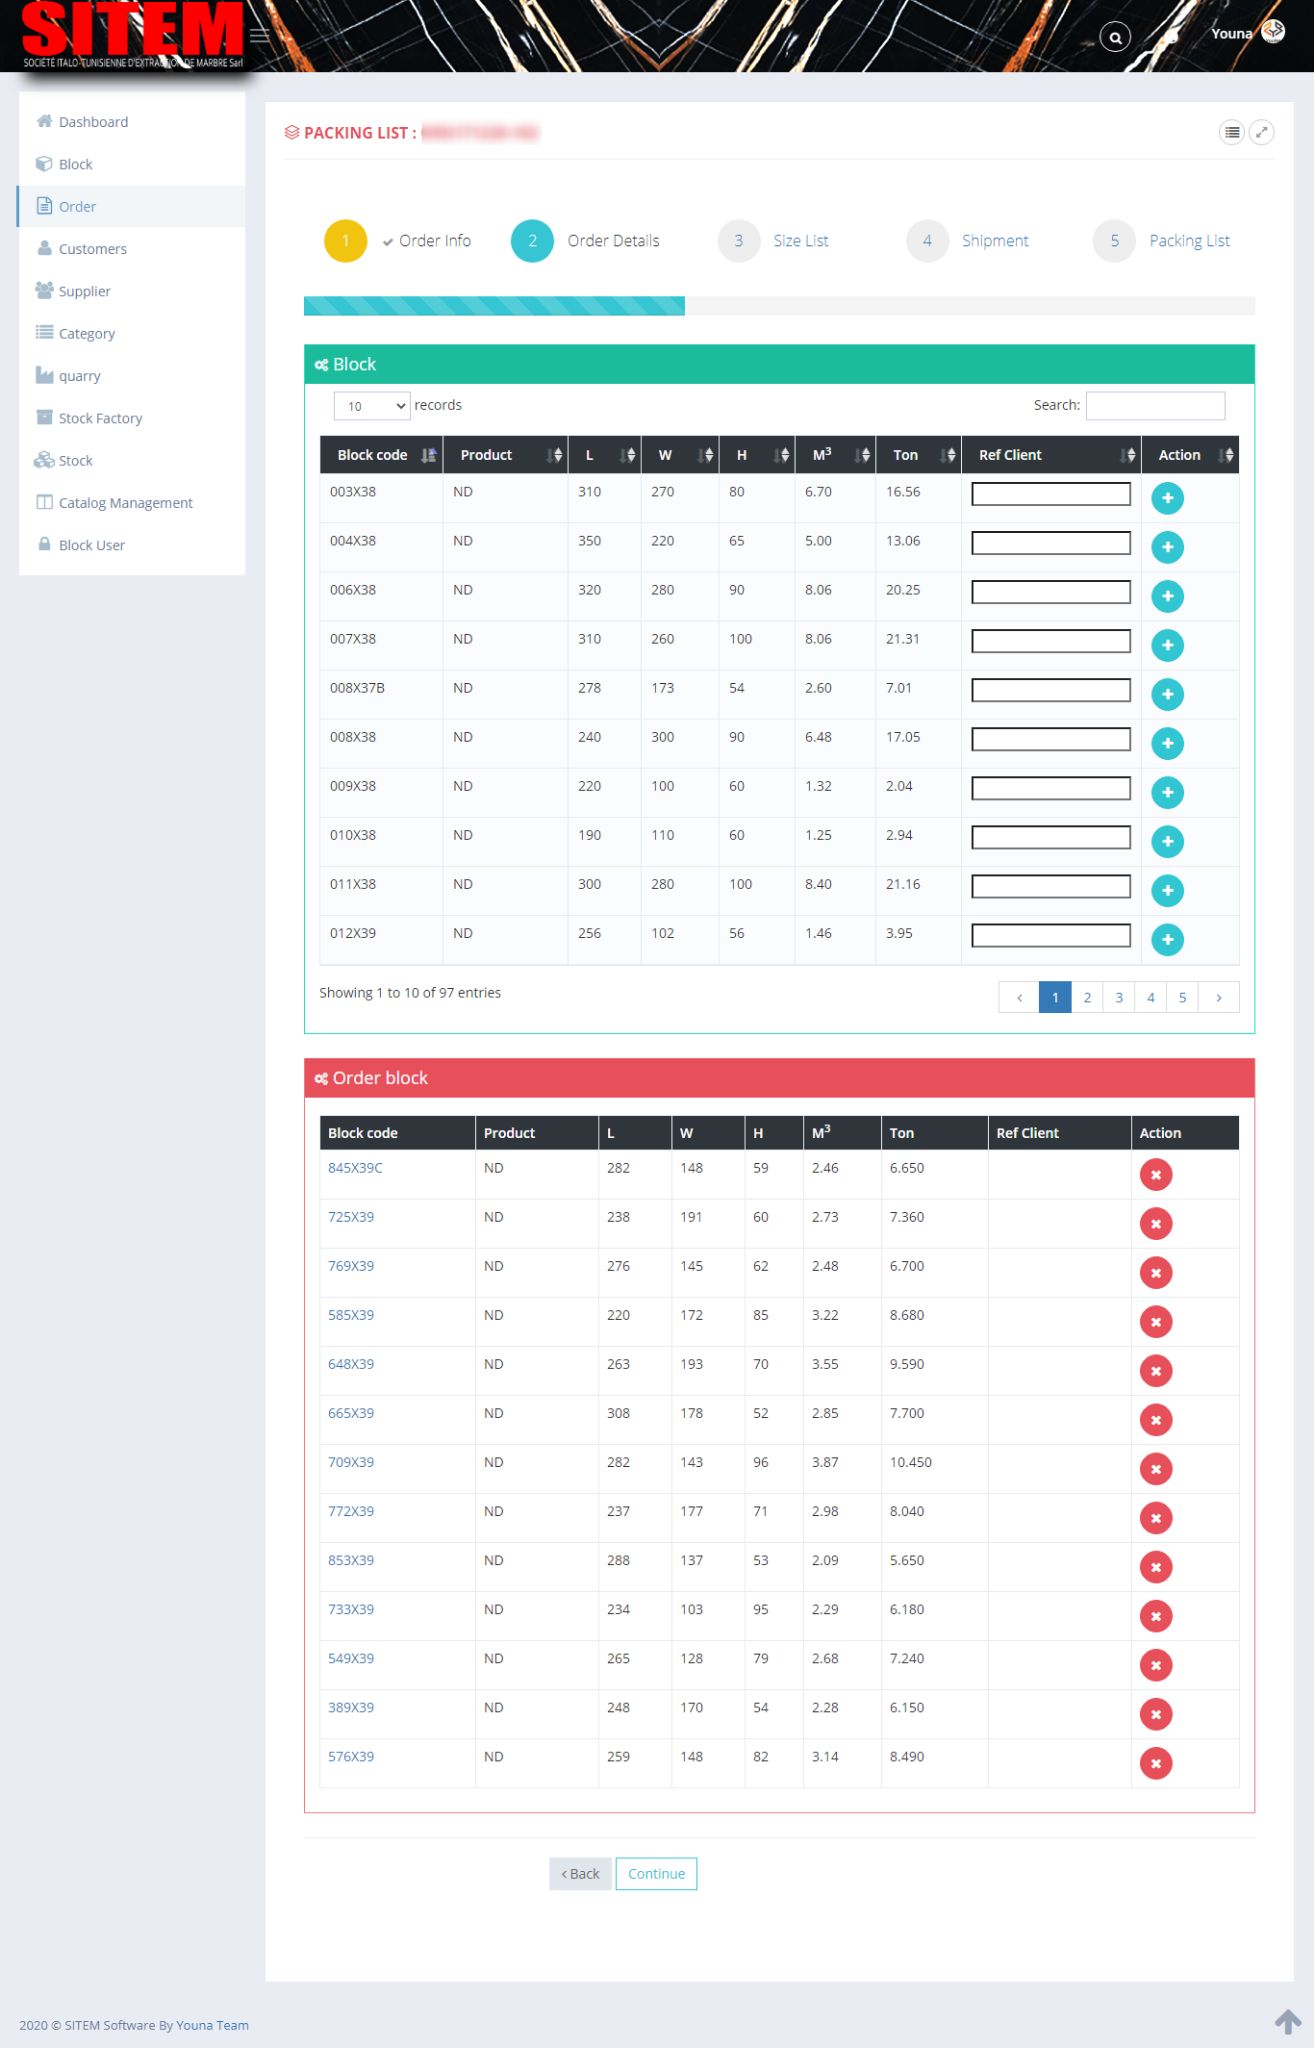 SITEM
SOCIÉTÉ ITALO-TUNISIENNE D'EXTRACTION DE MARBRE Sarl
Youna
Dashboard
Block
Order
Customers
Supplier
Category
quarry
Stock Factory
Stock
Catalog Management
Block User
PACKING LIST :
1 Order Info 2 Order Details 3 Size List 4 Shipment 5 Packing List
Block
10 records Search:
Block code Product L W H M³ Ton Ref Client Action
003X38 ND 310 270 80 6.70 16.56
004X38 ND 350 220 65 5.00 13.06
006X38 ND 320 280 90 8.06 20.25
007X38 ND 310 260 100 8.06 21.31
008X37B ND 278 173 54 2.60 7.01
008X38 ND 240 300 90 6.48 17.05
009X38 ND 220 100 60 1.32 2.04
010X38 ND 190 110 60 1.25 2.94
011X38 ND 300 280 100 8.40 21.16
012X39 ND 256 102 56 1.46 3.95
Showing 1 to 10 of 97 entries < 1 2 3 4 5 >
Order block
Block code Product L W H M³ Ton Ref Client Action
845X39C ND 282 148 59 2.46 6.650
725X39 ND 238 191 60 2.73 7.360
769X39 ND 276 145 62 2.48 6.700
585X39 ND 220 172 85 3.22 8.680
648X39 ND 263 193 70 3.55 9.590
665X39 ND 308 178 52 2.85 7.700
709X39 ND 282 143 96 3.87 10.450
772X39 ND 237 177 71 2.98 8.040
853X39 ND 288 137 53 2.09 5.650
733X39 ND 234 103 95 2.29 6.180
549X39 ND 265 128 79 2.68 7.240
389X39 ND 248 170 54 2.28 6.150
576X39 ND 259 148 82 3.14 8.490
< Back Continue
2020 © SITEM Software By Youna Team